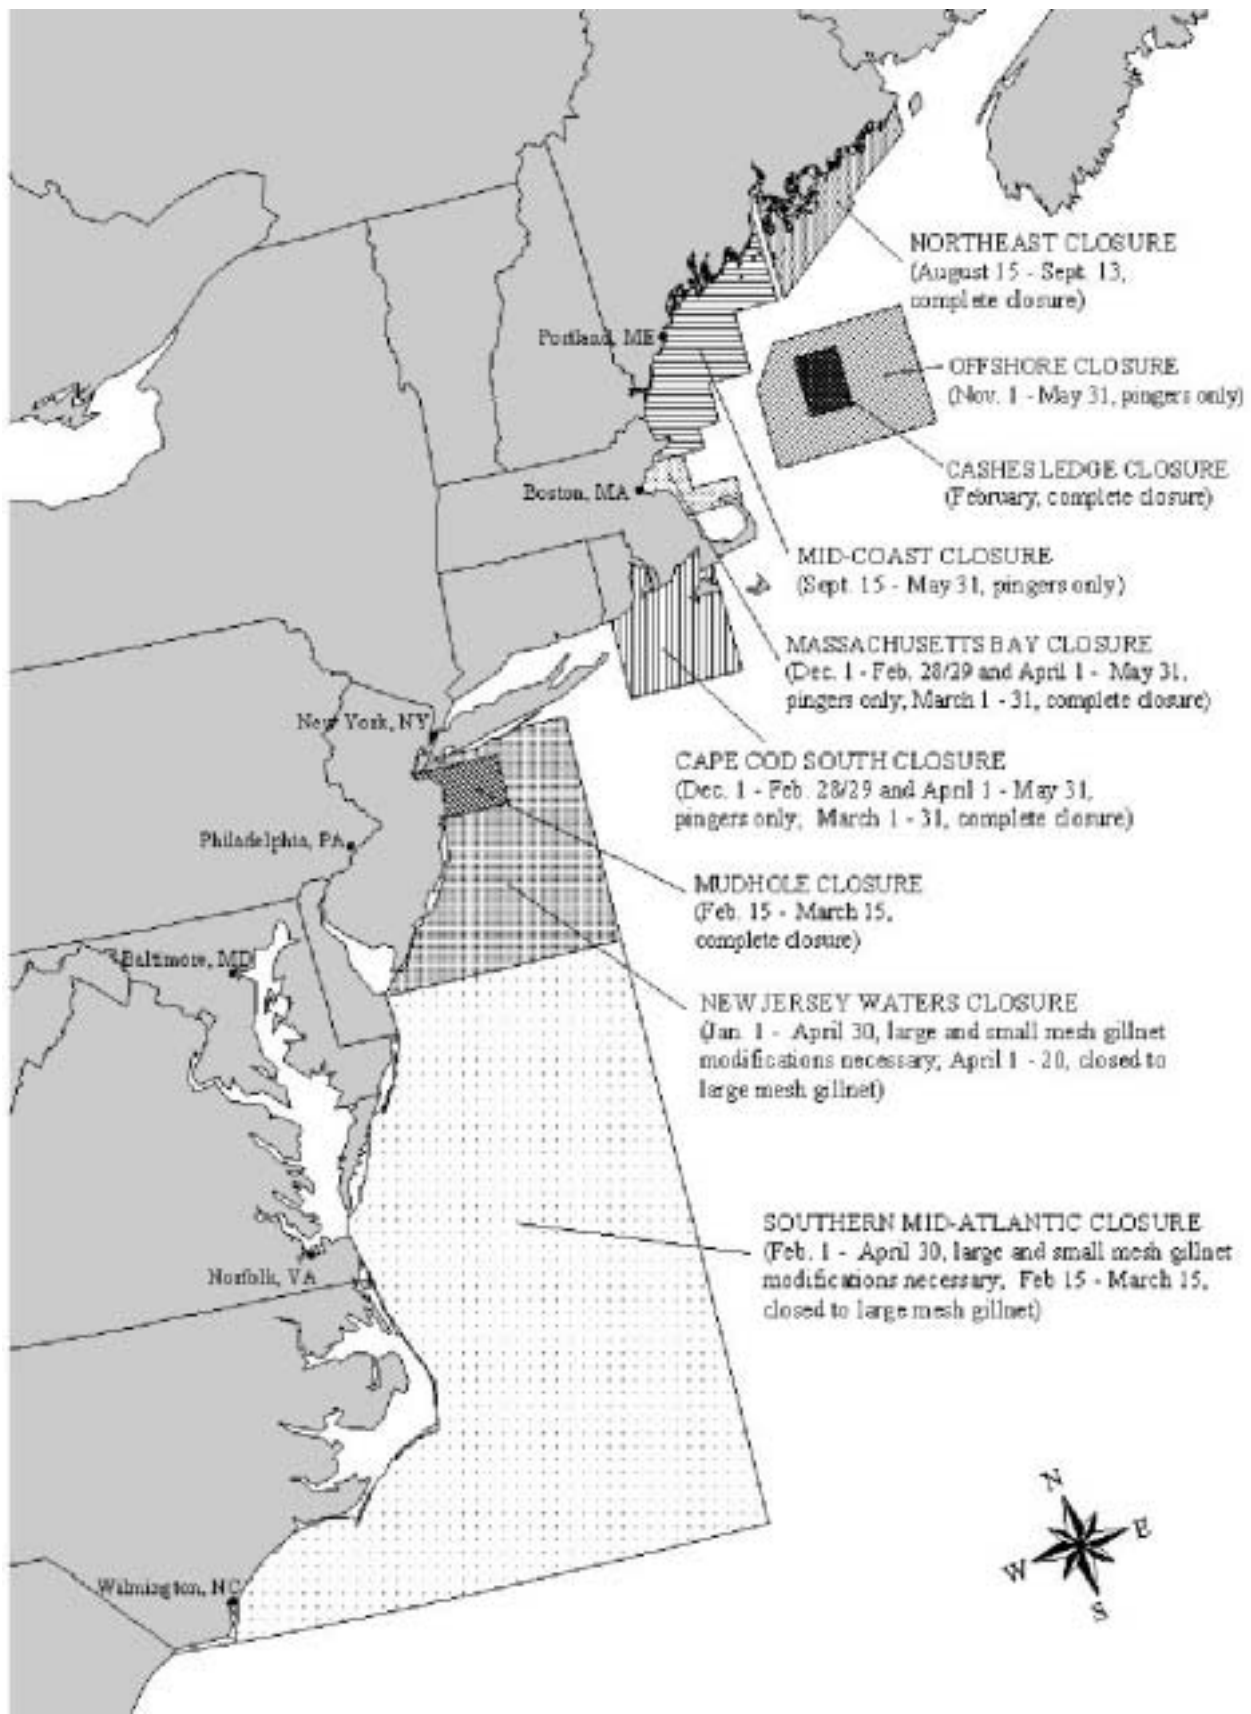 NORTHEAST CLOSURE
(August 15 - Sept. 13,
complete closure)
Portland, ME
OFFSHORE CLOSURE
(Nov. 1 - May 31, pingers only)
CASHES LEDGE CLOSURE
(February, complete closure)
Boston, MA
MID-COAST CLOSURE
(Sept. 15 - May 31, pingers only)
MASSACHUSETTS BAY CLOSURE
(Dec. 1 - Feb. 28/29 and April 1 - May 31,
pingers only; March 1 - 31, complete closure)
New York, NY
CAPE COD SOUTH CLOSURE
(Dec. 1 - Feb. 28/29 and April 1 - May 31,
pingers only; March 1 - 31, complete closure)
Philadelphia, PA
MUDHOLE CLOSURE
(Feb. 15 - March 15,
complete closure)
Baltimore, MD
NEW JERSEY WATERS CLOSURE
(Jan. 1 - April 30, large and small mesh gillnet
modifications necessary; April 1 - 20, closed to
large mesh gillnet)
SOUTHERN MID-ATLANTIC CLOSURE
(Feb. 1 - April 30, large and small mesh gillnet
modifications necessary; Feb 15 - March 15,
closed to large mesh gillnet)
Norfolk, VA
N
E
W
S
Wilmington, NC